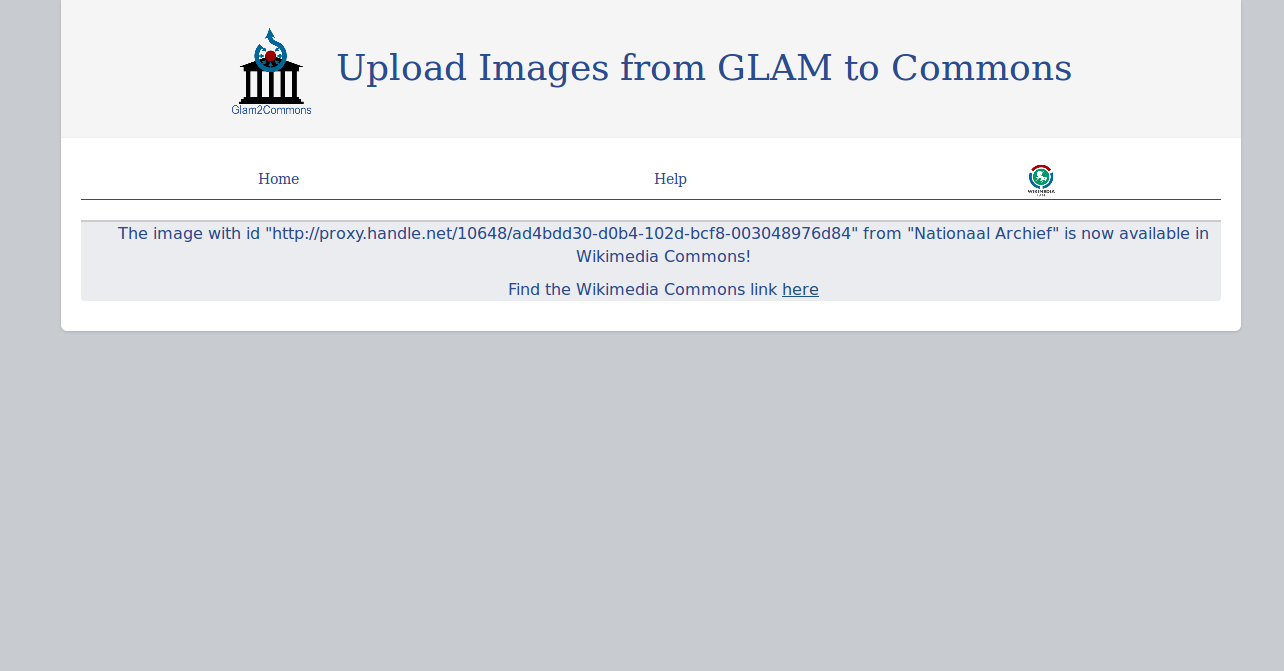 Glam2Commons
Upload Images from GLAM to Commons
Home
Help
WIKIMEDIA
The image with id "http://proxy.handle.net/10648/ad4bdd30-d0b4-102d-bcf8-003048976d84" from "Nationaal Archief" is now available in
Wikimedia Commons!
Find the Wikimedia Commons link here